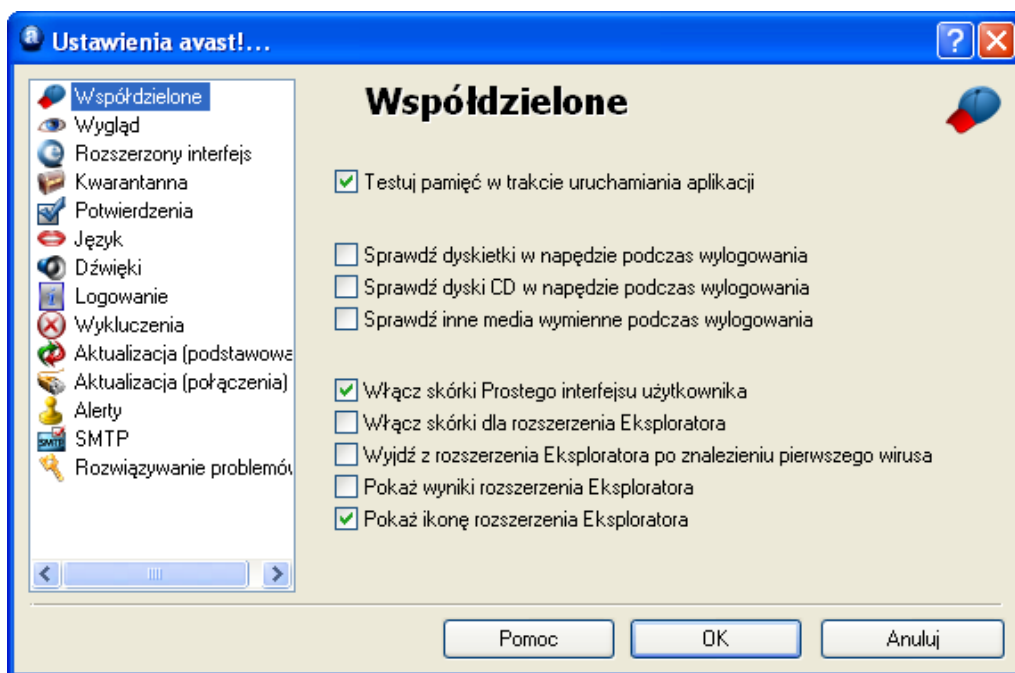 Ustawienia avast!...
Współdzielone
Wygląd
Rozszerzony interfejs
Kwarantanna
Potwierdzenia
Język
Dźwięki
Logowanie
Wykluczenia
Aktualizacja (podstawowa
Aktualizacja (połączenia)
Alerty
SMTP
Rozwiązywanie problemów
Współdzielone
Testuj pamięć w trakcie uruchamiania aplikacji
Sprawdź dyskietki w napędzie podczas wylogowania
Sprawdź dyski CD w napędzie podczas wylogowania
Sprawdź inne media wymienne podczas wylogowania
Włącz skórki Prostego interfejsu użytkownika
Włącz skórki dla rozszerzenia Eksploratora
Wyjdź z rozszerzenia Eksploratora po znalezieniu pierwszego wirusa
Pokaż wyniki rozszerzenia Eksploratora
Pokaż ikonę rozszerzenia Eksploratora
Pomoc
OK
Anuluj